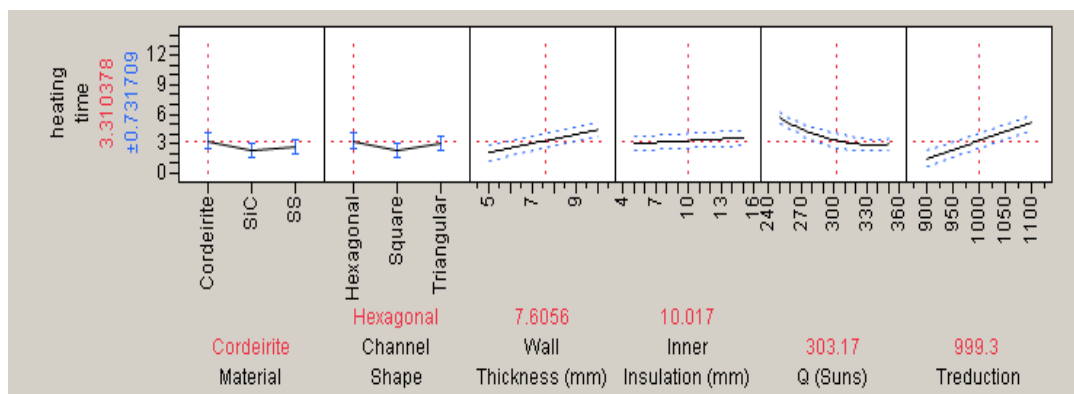 heating
time
3.310378
±0.731709
12
9
6
3
0
Cordeirite
SiC
SS
Hexagonal
Square
Triangular
5
7
9
4
7
10
13
16
240
270
300
330
360
900
950
1000
1050
1100
Hexagonal 7.6056 10.017
Cordeirite Channel Wall Inner 303.17 999.3
Material Shape Thickness (mm) Insulation (mm) Q (Suns) Treduction